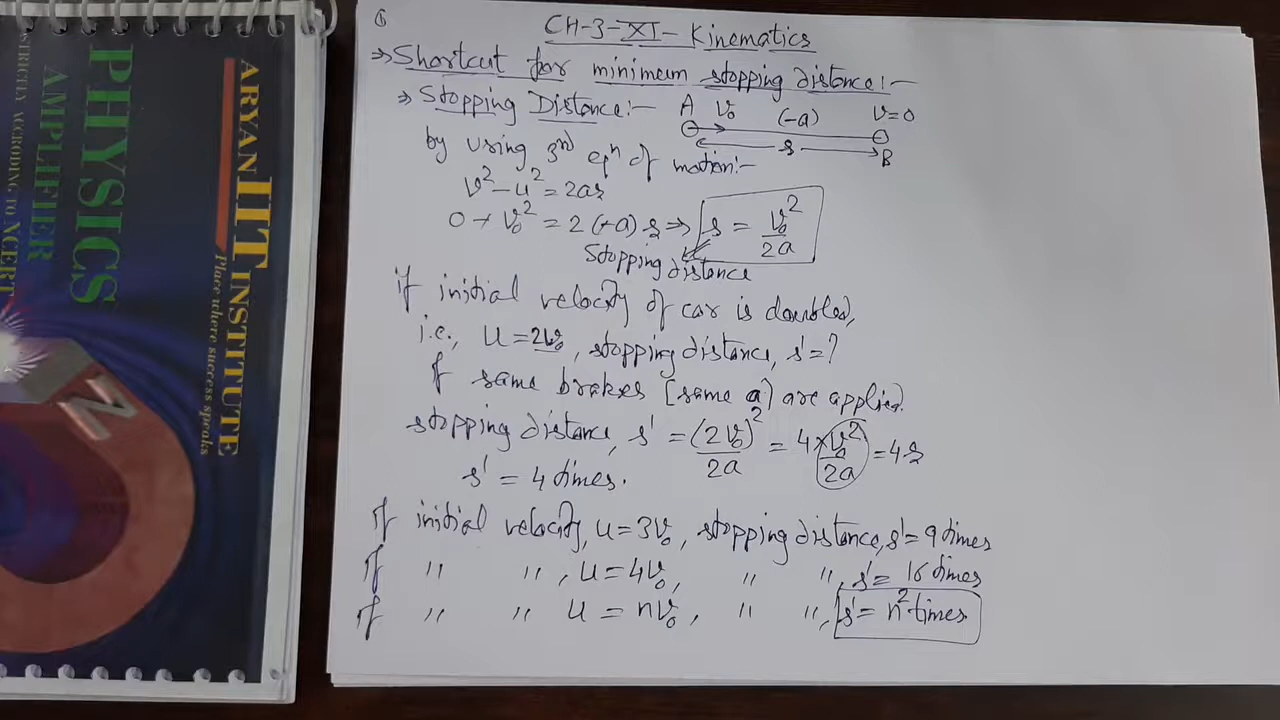 ①
CH-3-XI- Kinematics
⇒ Shortcut for minimum stopping distance:-
⇒ Stopping Distance:-
A V₀ (-a) V=0
s B
by using 3rd eqn of motion:-
V²-u² = 2as
0 - V₀² = 2 (-a) s ⇒ s = V₀²/2a
Stopping distance
if initial velocity of car is doubled,
i.e., u = 2V₀, stopping distance, s' = ?
If same brakes [same a) are applied.
stopping distance, s' = (2V₀)²/2a = 4 × V₀²/2a = 4s
s' = 4 times.
If initial velocity, u = 3V₀, stopping distance, s' = 9 times
If " ", u = 4V₀, " ", s' = 16 times
If " " u = nV₀, " ", s' = n² times
ARYAN IIT INSTITUTE
Place where success speaks
PHYSICS
AMPLIFIER
STRICLY ACCRODING TO NCERT
N